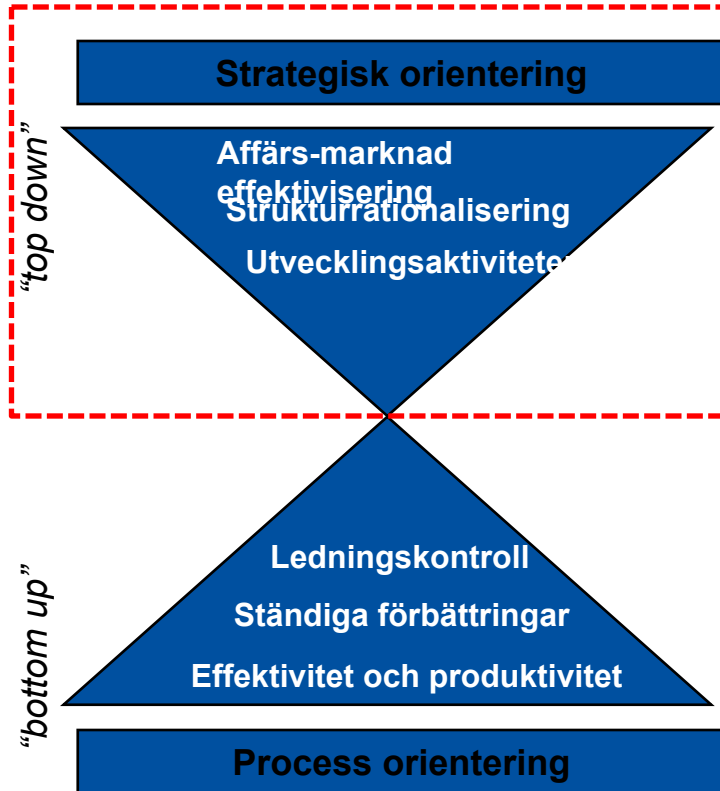 Strategisk orientering
“top down”
Affärs-marknad
effektivisering
Strukturrationalisering
Utvecklingsaktiviteter
Ledningskontroll
Ständiga förbättringar
Effektivitet och produktivitet
“bottom up”
Process orientering